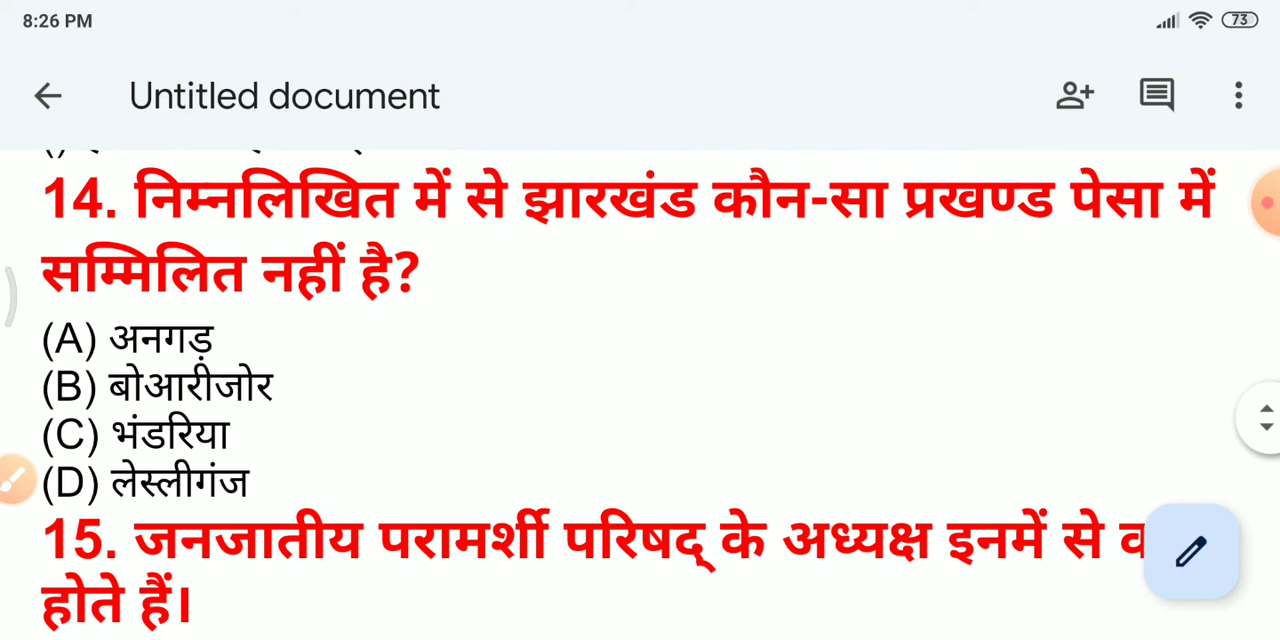 8:26 PM
73
Untitled document
14. निम्नलिखित में से झारखंड कौन-सा प्रखण्ड पेसा में
सम्मिलित नहीं है?
(A) अनगड़
(B) बोआरीजोर
(C) भंडरिया
(D) लेस्लीगंज
15. जनजातीय परामर्शी परिषद् के अध्यक्ष इनमें से
होते हैं।